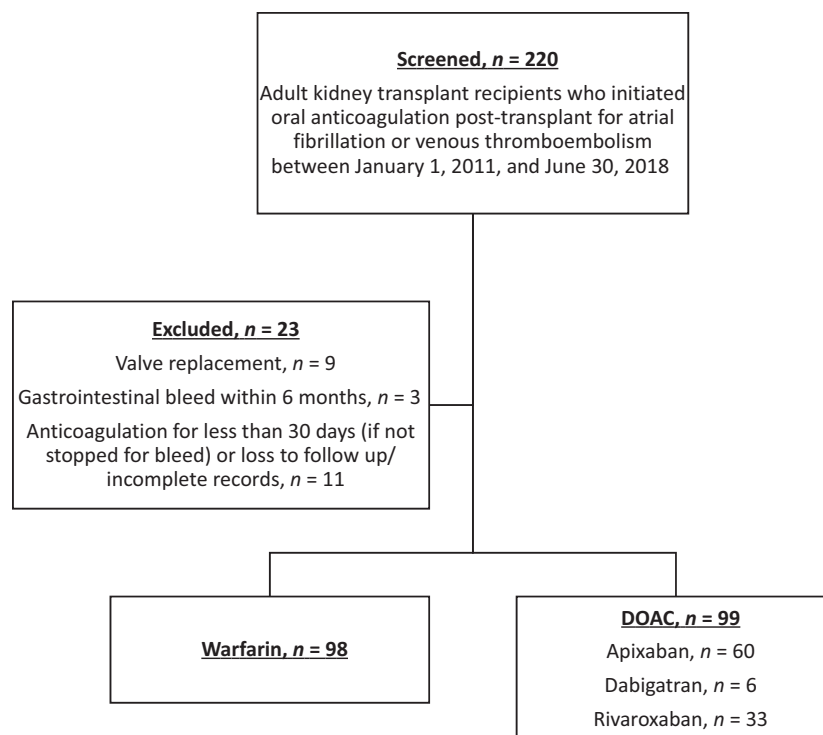 Screened, n = 220
Adult kidney transplant recipients who initiated
oral anticoagulation post-transplant for atrial
fibrillation or venous thromboembolism
between January 1, 2011, and June 30, 2018
Excluded, n = 23
Valve replacement, n = 9
Gastrointestinal bleed within 6 months, n = 3
Anticoagulation for less than 30 days (if not
stopped for bleed) or loss to follow up/
incomplete records, n = 11
Warfarin, n = 98
DOAC, n = 99
Apixaban, n = 60
Dabigatran, n = 6
Rivaroxaban, n = 33